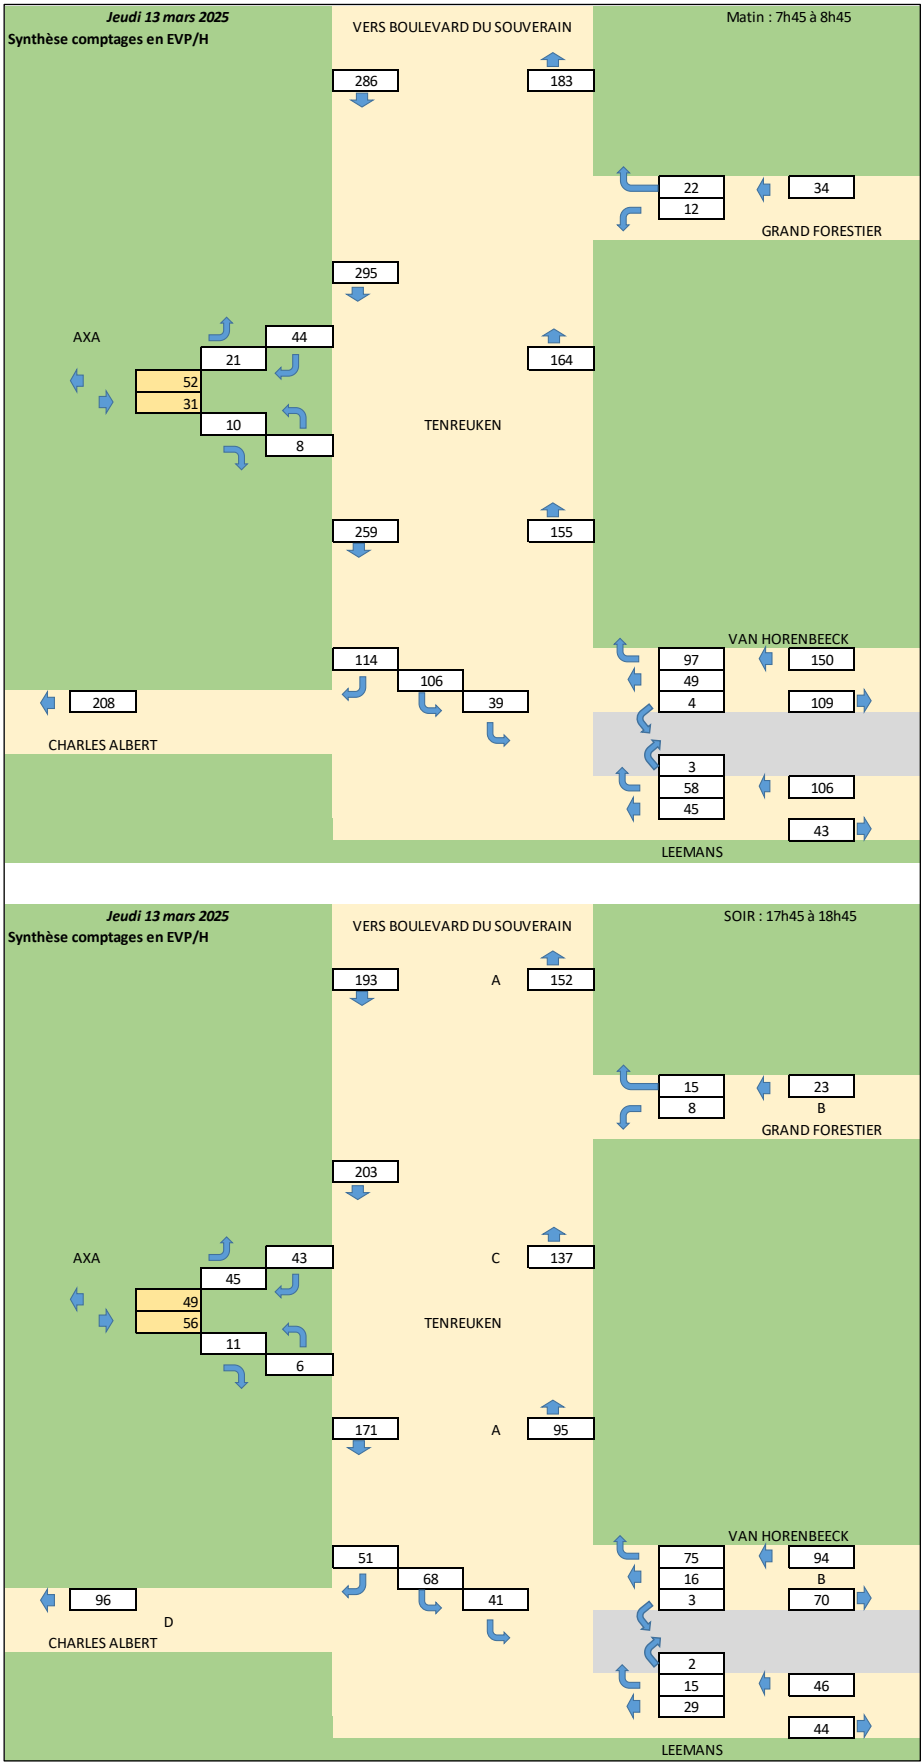 Jeudi 13 mars 2025
Synthèse comptages en EVP/H
VERS BOULEVARD DU SOUVERAIN
Matin : 7h45 à 8h45
286
183
22
34
12
GRAND FORESTIER
295
AXA
44
21
164
52
31
10
TENREUKEN
8
259
155
VAN HORENBEECK
114
97
150
106
49
208
39
4
109
CHARLES ALBERT
3
58
106
45
43
LEEMANS
Jeudi 13 mars 2025
Synthèse comptages en EVP/H
VERS BOULEVARD DU SOUVERAIN
SOIR : 17h45 à 18h45
193
A
152
15
23
8
B
GRAND FORESTIER
203
AXA
43
C
137
45
49
56
TENREUKEN
11
6
171
A
95
VAN HORENBEECK
51
75
94
68
16
B
96
41
3
70
D
CHARLES ALBERT
2
15
46
29
44
LEEMANS